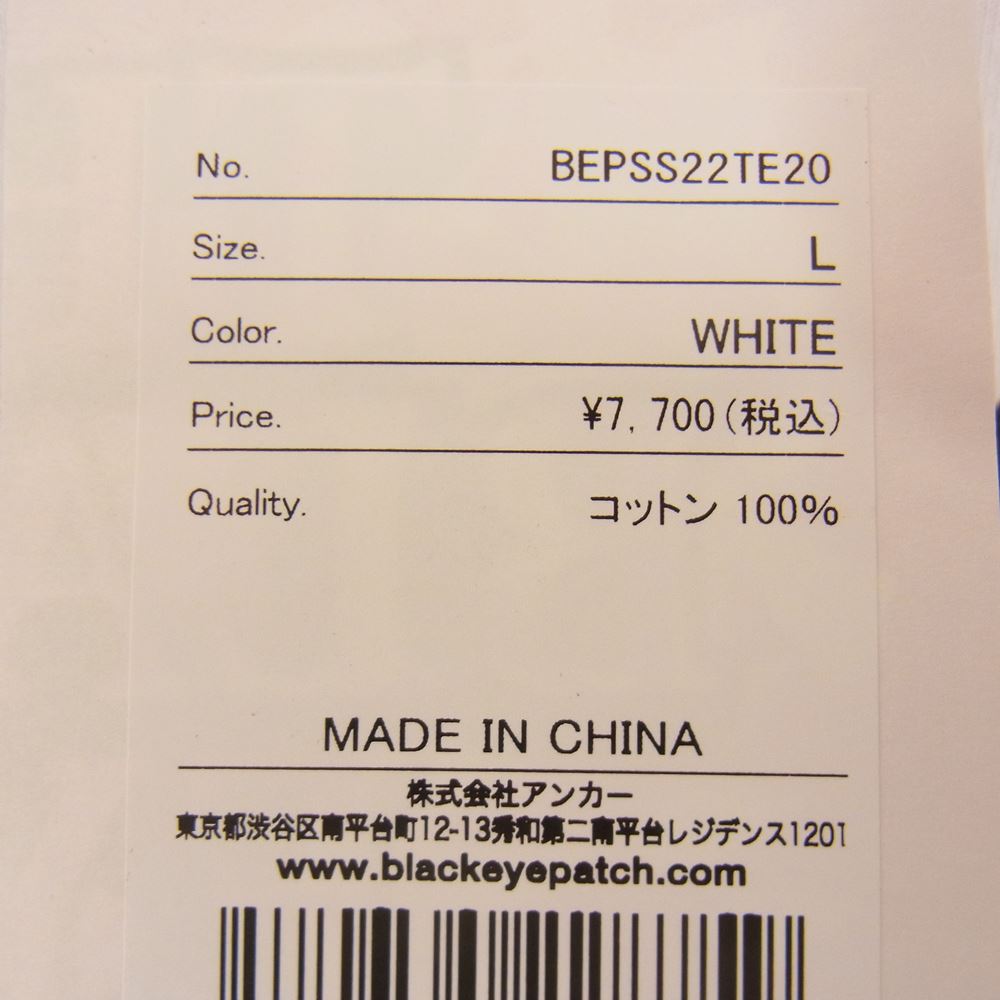 No. BEPSS22TE20
Size. L
Color. WHITE
Price. ¥7,700(税込)
Quality. コットン 100%
MADE IN CHINA
株式会社アンカー
東京都渋谷区南平台町12-13秀和第二南平台レジデンス1201
www.blackeyepatch.com